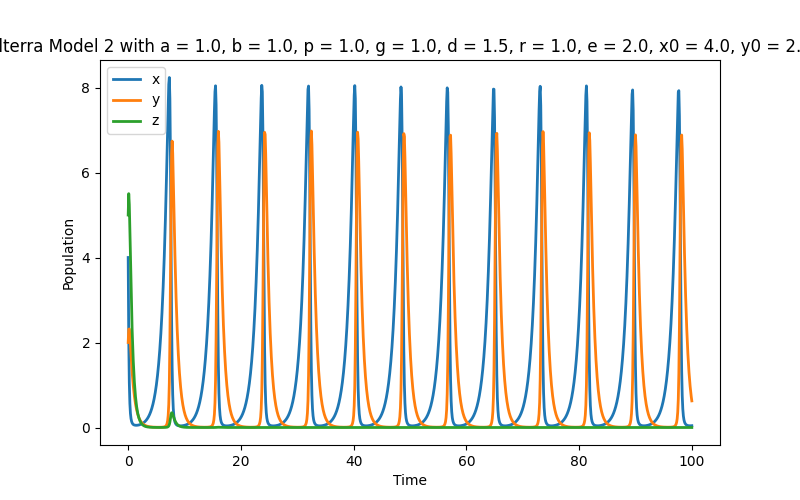 lterra Model 2 with a = 1.0, b = 1.0, p = 1.0, g = 1.0, d = 1.5, r = 1.0, e = 2.0, x0 = 4.0, y0 = 2.
x
y
z
Population
8
6
4
2
0
0 20 40 60 80 100
Time